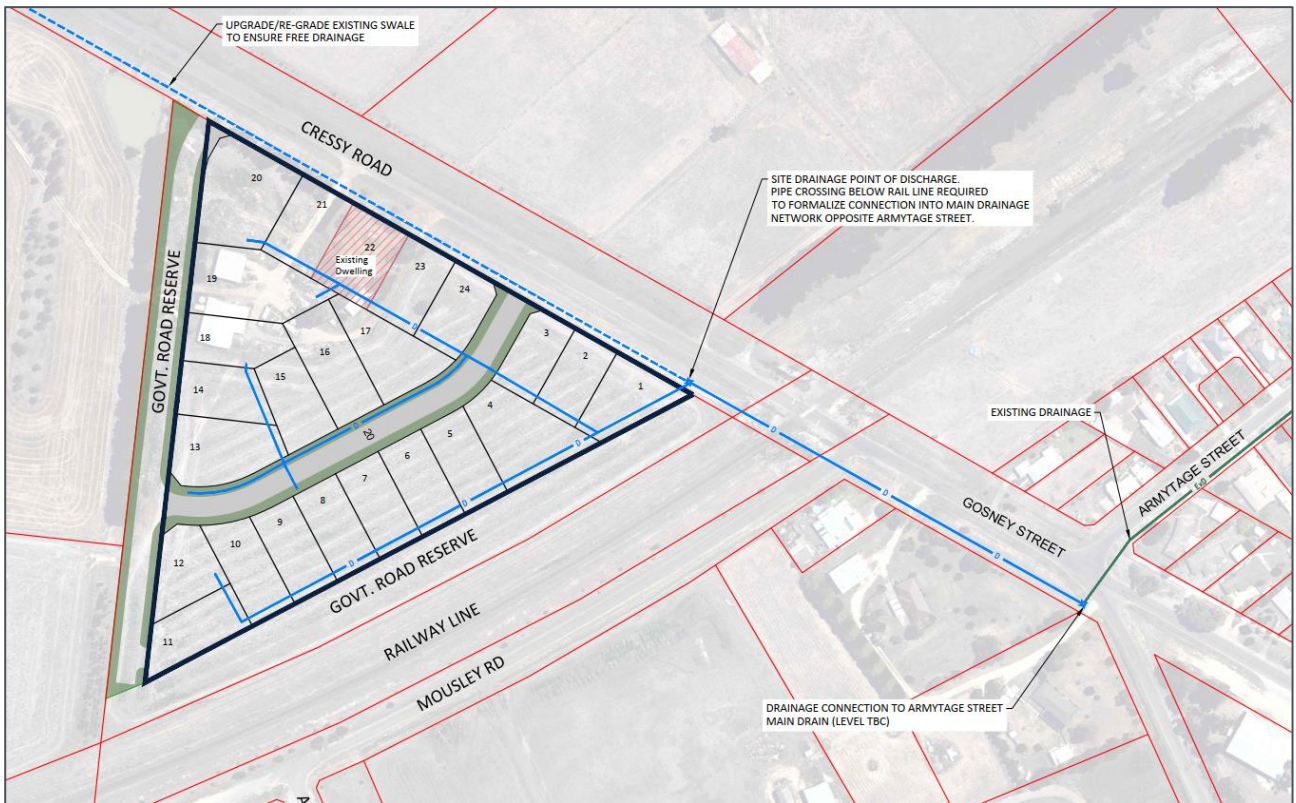 UPGRADE/RE-GRADE EXISTING SWALE
TO ENSURE FREE DRAINAGE
CRESSY ROAD
SITE DRAINAGE POINT OF DISCHARGE.
PIPE CROSSING BELOW RAIL LINE REQUIRED
TO FORMALIZE CONNECTION INTO MAIN DRAINAGE
NETWORK OPPOSITE ARMYTAGE STREET.
20
21
22
Existing
Dwelling
23
24
19
GOVT. ROAD RESERVE
18
17
16
15
14
13
3
2
1
4
5
6
7
8
9
10
12
11
20
D
D
D
D
D
D
D
D
EXISTING DRAINAGE
ARMYTAGE STREET
ExD
GOSNEY STREET
GOVT. ROAD RESERVE
RAILWAY LINE
MOUSLEY RD
DRAINAGE CONNECTION TO ARMYTAGE STREET
MAIN DRAIN (LEVEL TBC)